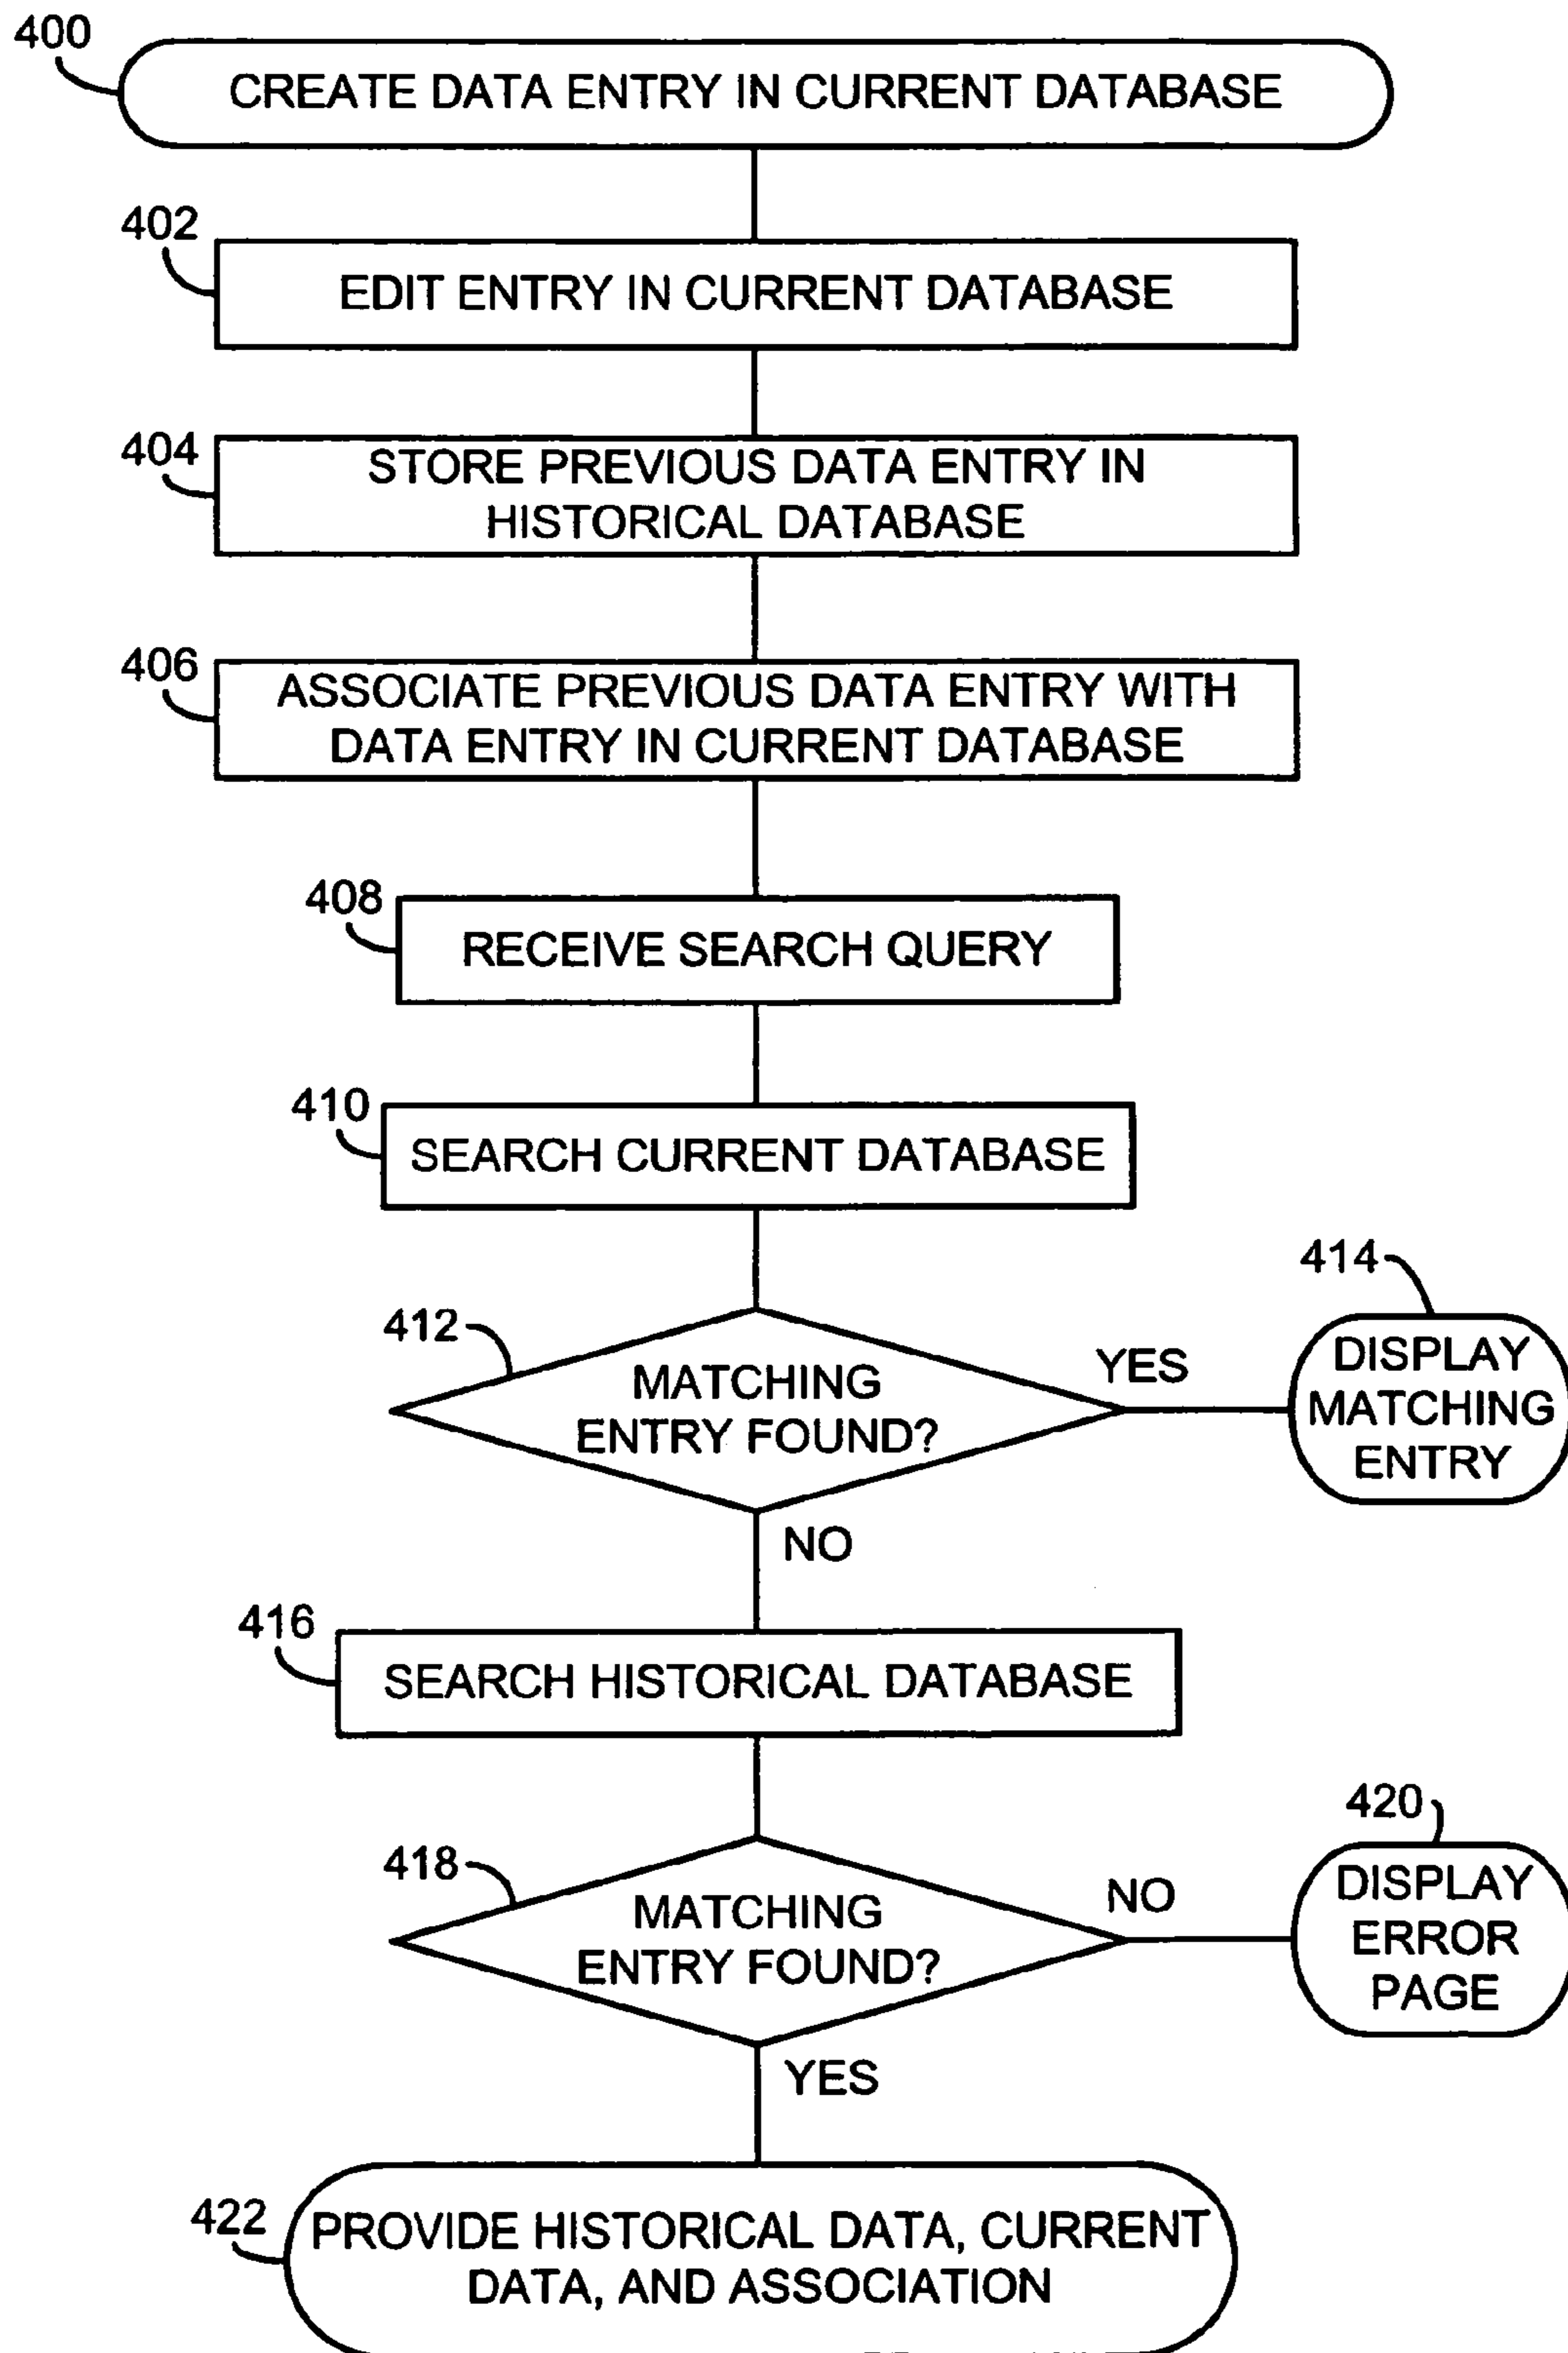 400
CREATE DATA ENTRY IN CURRENT DATABASE
402
EDIT ENTRY IN CURRENT DATABASE
404
STORE PREVIOUS DATA ENTRY IN
HISTORICAL DATABASE
406
ASSOCIATE PREVIOUS DATA ENTRY WITH
DATA ENTRY IN CURRENT DATABASE
408
RECEIVE SEARCH QUERY
410
SEARCH CURRENT DATABASE
412
MATCHING
ENTRY FOUND?
YES
414
DISPLAY
MATCHING
ENTRY
NO
416
SEARCH HISTORICAL DATABASE
418
MATCHING
ENTRY FOUND?
NO
420
DISPLAY
ERROR
PAGE
YES
422
PROVIDE HISTORICAL DATA, CURRENT
DATA, AND ASSOCIATION